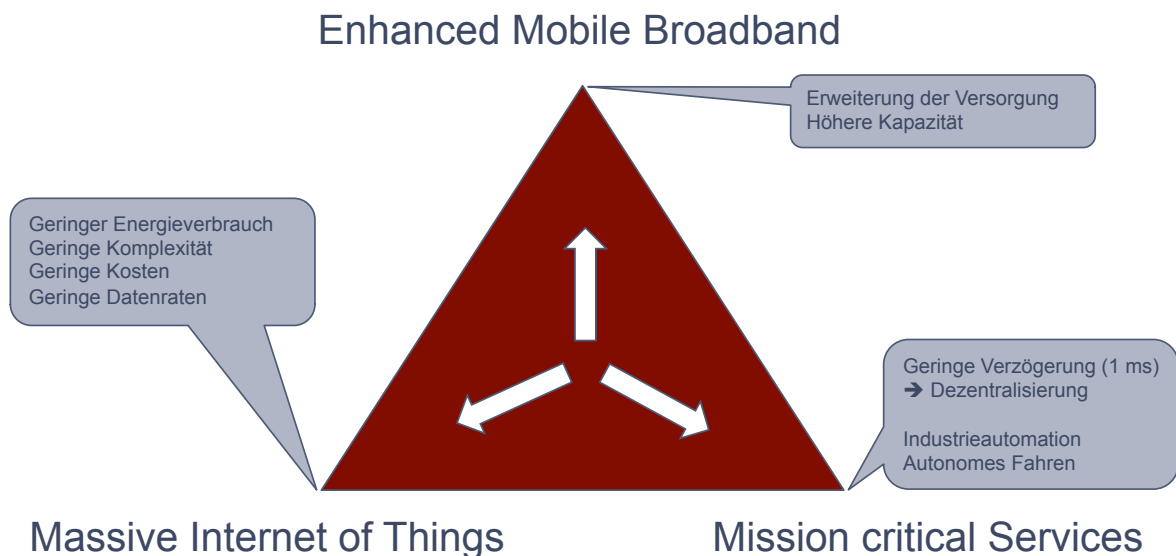 Enhanced Mobile Broadband
Erweiterung der Versorgung
Höhere Kapazität
Geringer Energieverbrauch
Geringe Komplexität
Geringe Kosten
Geringe Datenraten
Geringe Verzögerung (1 ms)
➔ Dezentralisierung
Industrieautomation
Autonomes Fahren
Massive Internet of Things
Mission critical Services